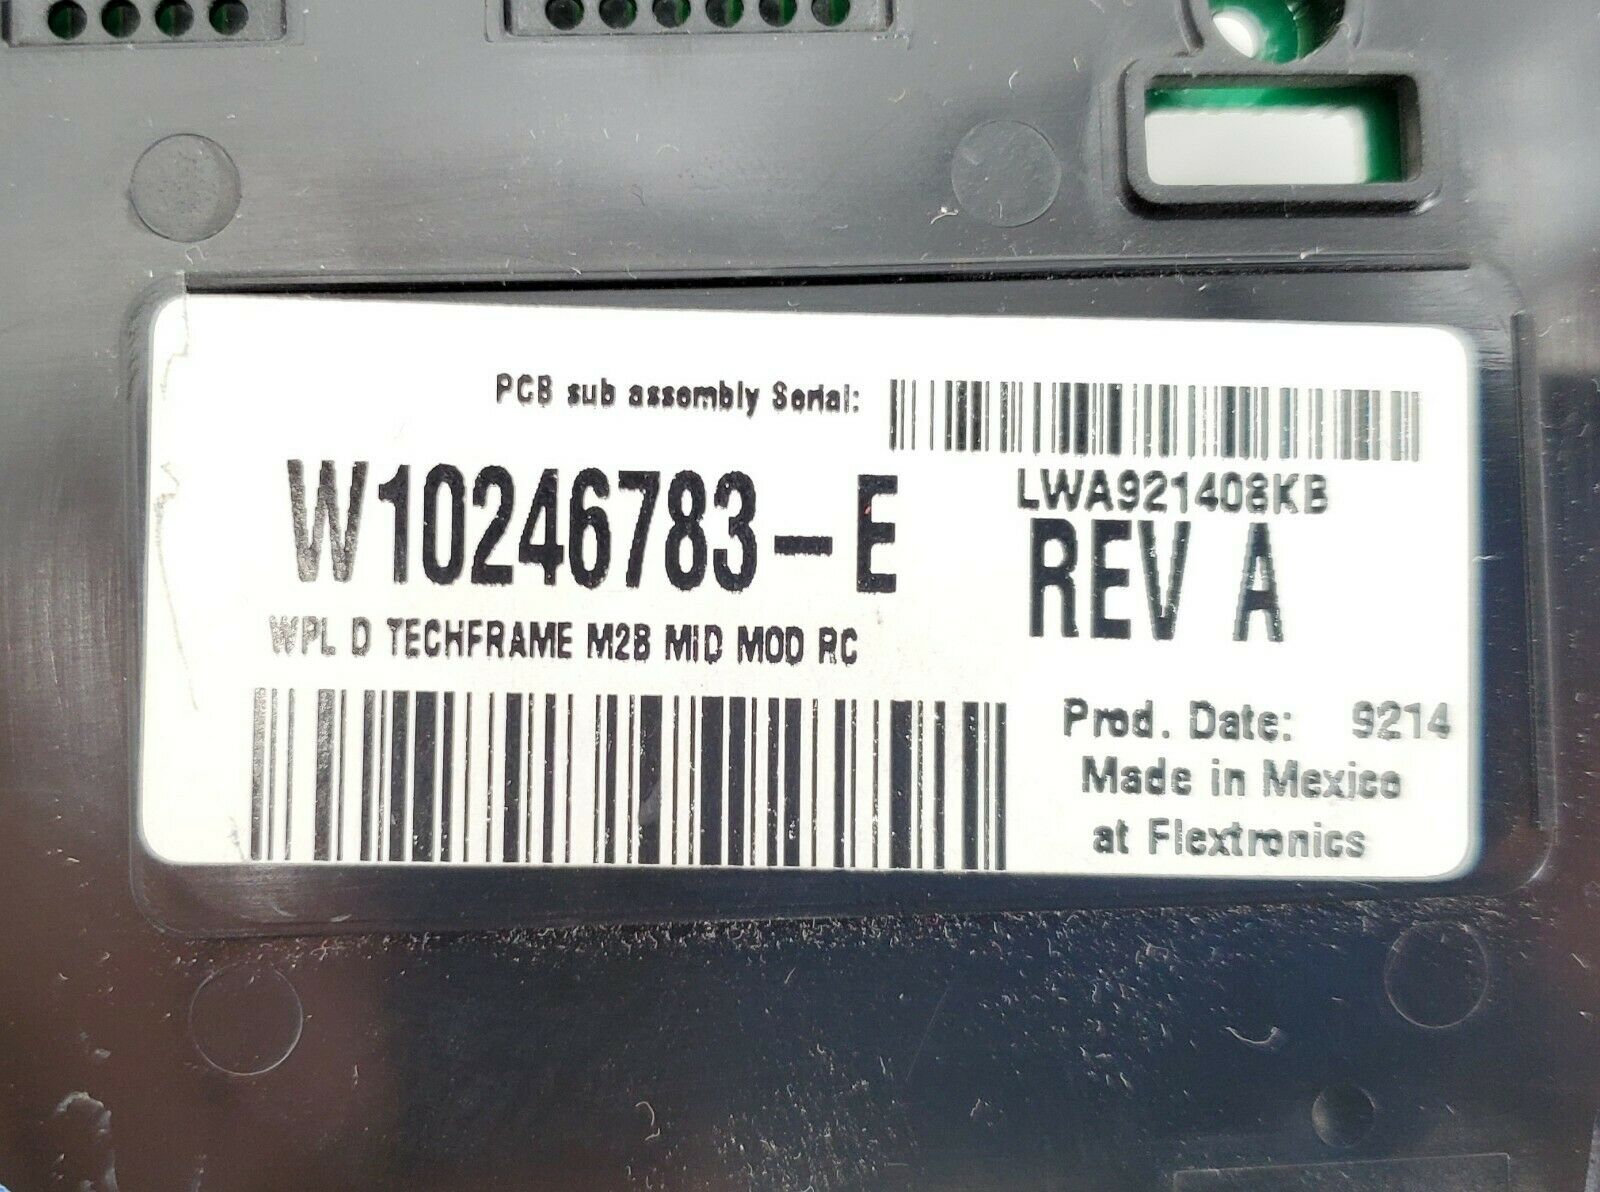 PCB sub assembly Serial:
LWA921408KB
W10246783-E
REV A
WPL D TECHFRAME M2B MID MOD RC
Prod. Date: 9214
Made in Mexico
at Flextronics